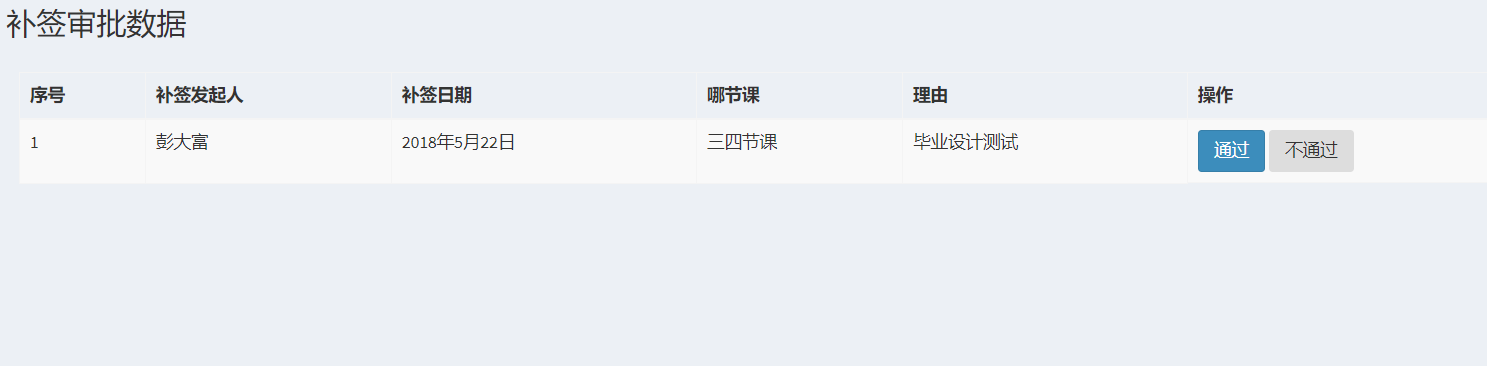 补签审批数据
序号 补签发起人 补签日期 哪节课 理由 操作
1 彭大富 2018年5月22日 三四节课 毕业设计测试 通过 不通过